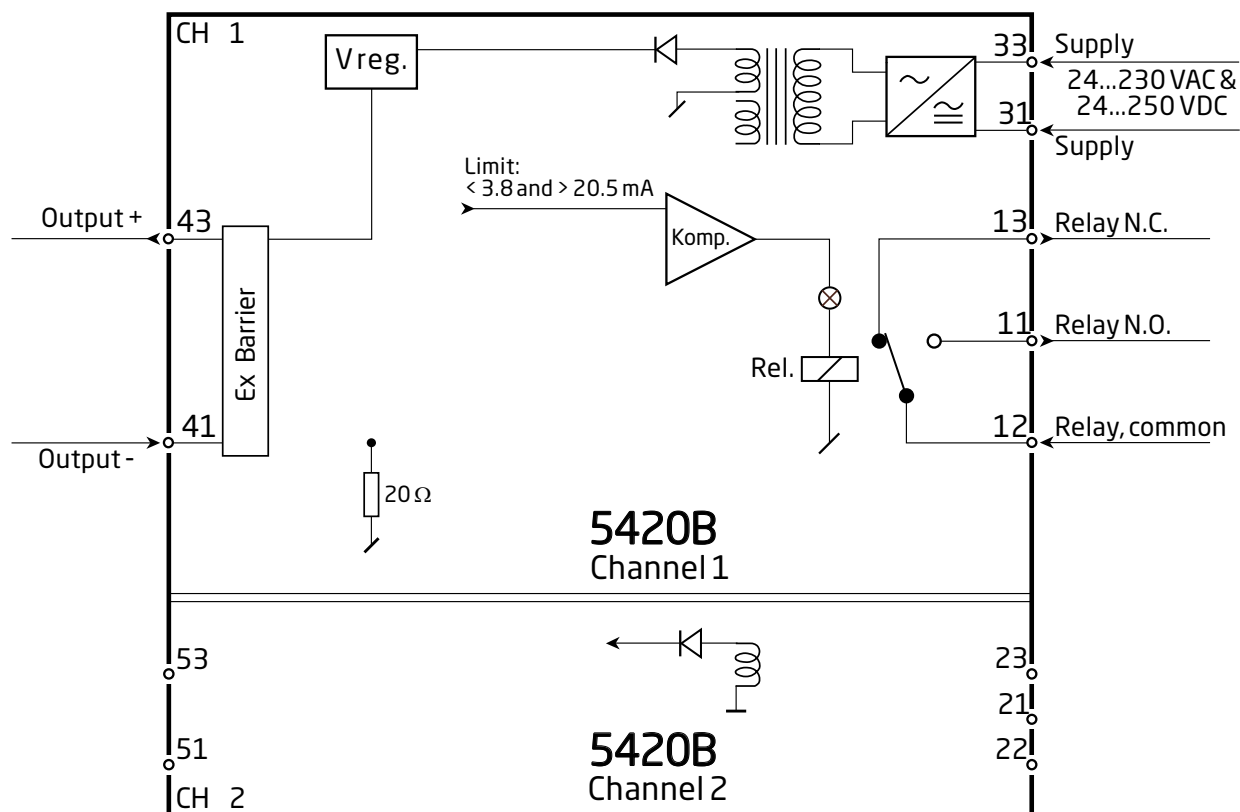 CH 1
Vreg.
33
Supply
24...230 VAC &
24...250 VDC
31
Supply
Limit:
< 3.8 and > 20.5 mA
Output +
43
Komp.
13
Relay N.C.
Ex Barrier
11
Relay N.O.
Rel.
41
Output -
12
Relay, common
20 Ω
5420B
Channel 1
53
23
21
51
22
5420B
Channel 2
CH 2